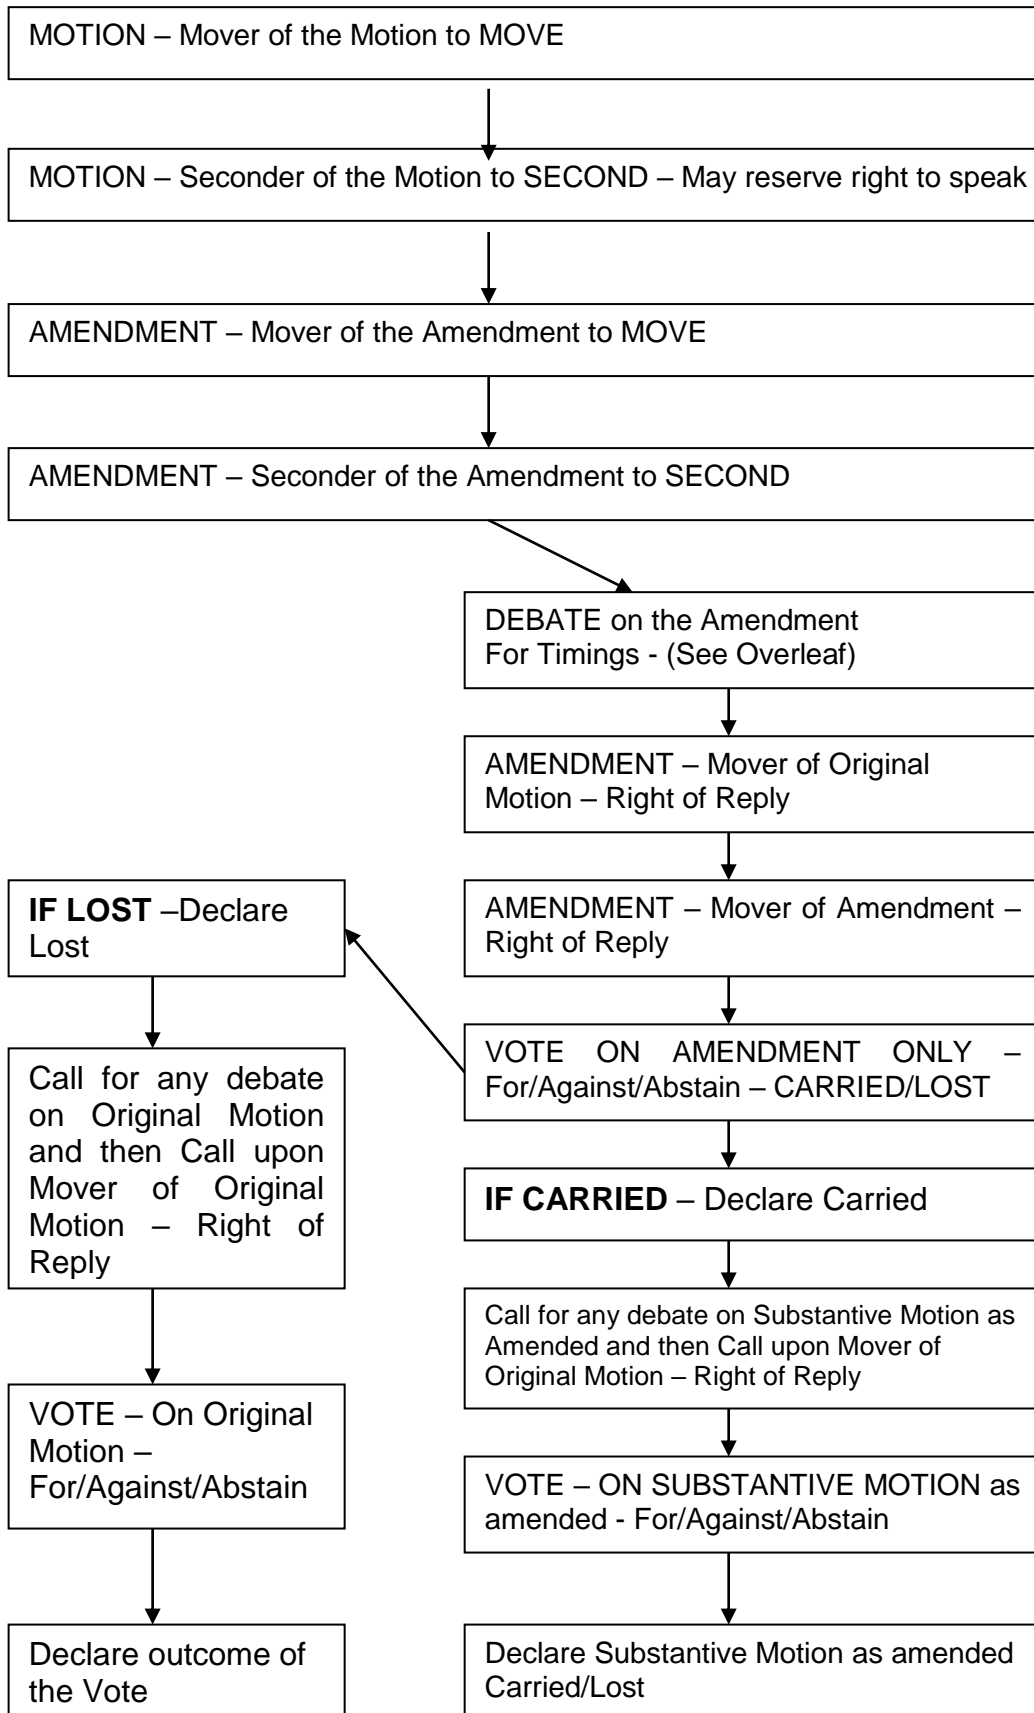 MOTION – Mover of the Motion to MOVE
MOTION – Seconder of the Motion to SECOND – May reserve right to speak
AMENDMENT – Mover of the Amendment to MOVE
AMENDMENT – Seconder of the Amendment to SECOND
DEBATE on the Amendment
For Timings - (See Overleaf)
AMENDMENT – Mover of Original
Motion – Right of Reply
AMENDMENT – Mover of Amendment –
Right of Reply
VOTE ON AMENDMENT ONLY –
For/Against/Abstain – CARRIED/LOST
IF LOST –Declare
Lost
Call for any debate
on Original Motion
and then Call upon
Mover of Original
Motion – Right of
Reply
VOTE – On Original
Motion –
For/Against/Abstain
Declare outcome of
the Vote
IF CARRIED – Declare Carried
Call for any debate on Substantive Motion as
Amended and then Call upon Mover of
Original Motion – Right of Reply
VOTE – ON SUBSTANTIVE MOTION as
amended - For/Against/Abstain
Declare Substantive Motion as amended
Carried/Lost